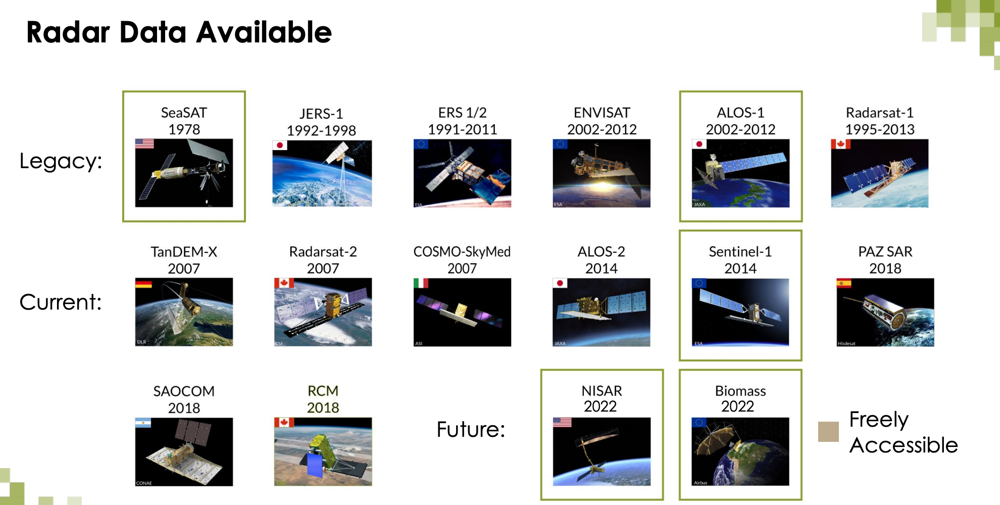 Radar Data Available
Legacy:
SeaSAT
1978
JERS-1
1992-1998
ERS 1/2
1991-2011
ESA
ENVISAT
2002-2012
ESA
ALOS-1
2002-2012
JAXA
Radarsat-1
1995-2013
CSA
Current:
TanDEM-X
2007
DLR
Radarsat-2
2007
CSA
COSMO-SkyMed
2007
ASI
ALOS-2
2014
JAXA
Sentinel-1
2014
ESA
PAZ SAR
2018
Hisdesat
SAOCOM
2018
CONAE
RCM
2018
Future:
NISAR
2022
Biomass
2022
Airbus
Freely
Accessible